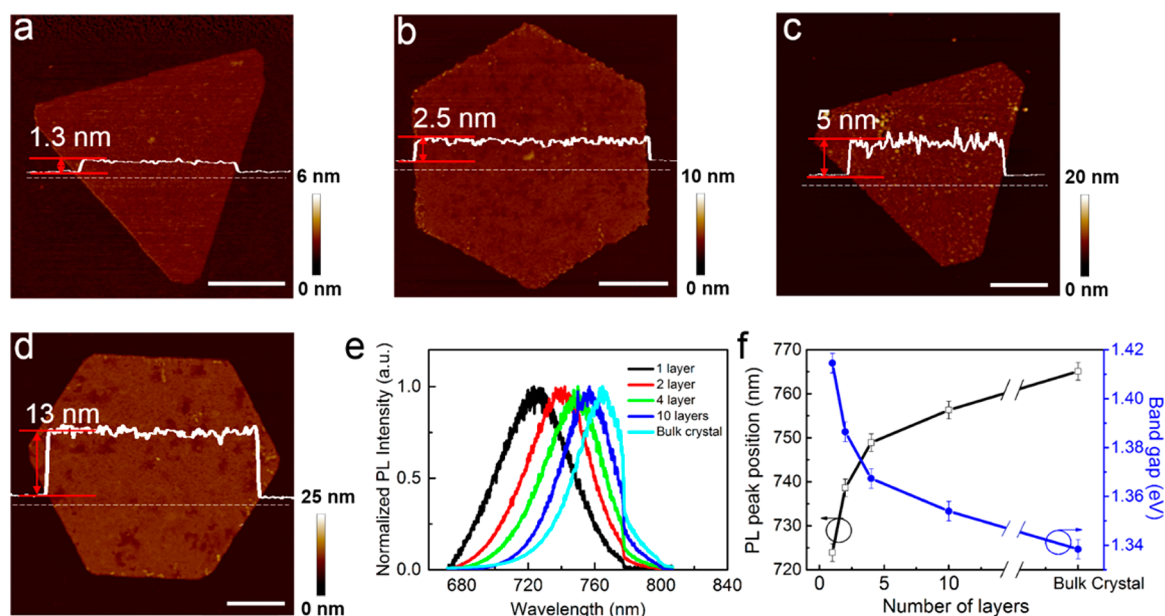 a
1.3 nm
6 nm
0 nm
b
2.5 nm
10 nm
0 nm
c
5 nm
20 nm
0 nm
d
13 nm
25 nm
0 nm
e
Normalized PL Intensity (a.u.)
1.0
0.5
0.0
680 720 760 800 840
Wavelength (nm)
1 layer
2 layer
4 layer
10 layers
Bulk crystal
f
PL peak position (nm)
770
760
750
740
730
720
0 5 10
Bulk Crystal
Number of layers
1.42
1.40
1.38
1.36
1.34
Band gap (eV)